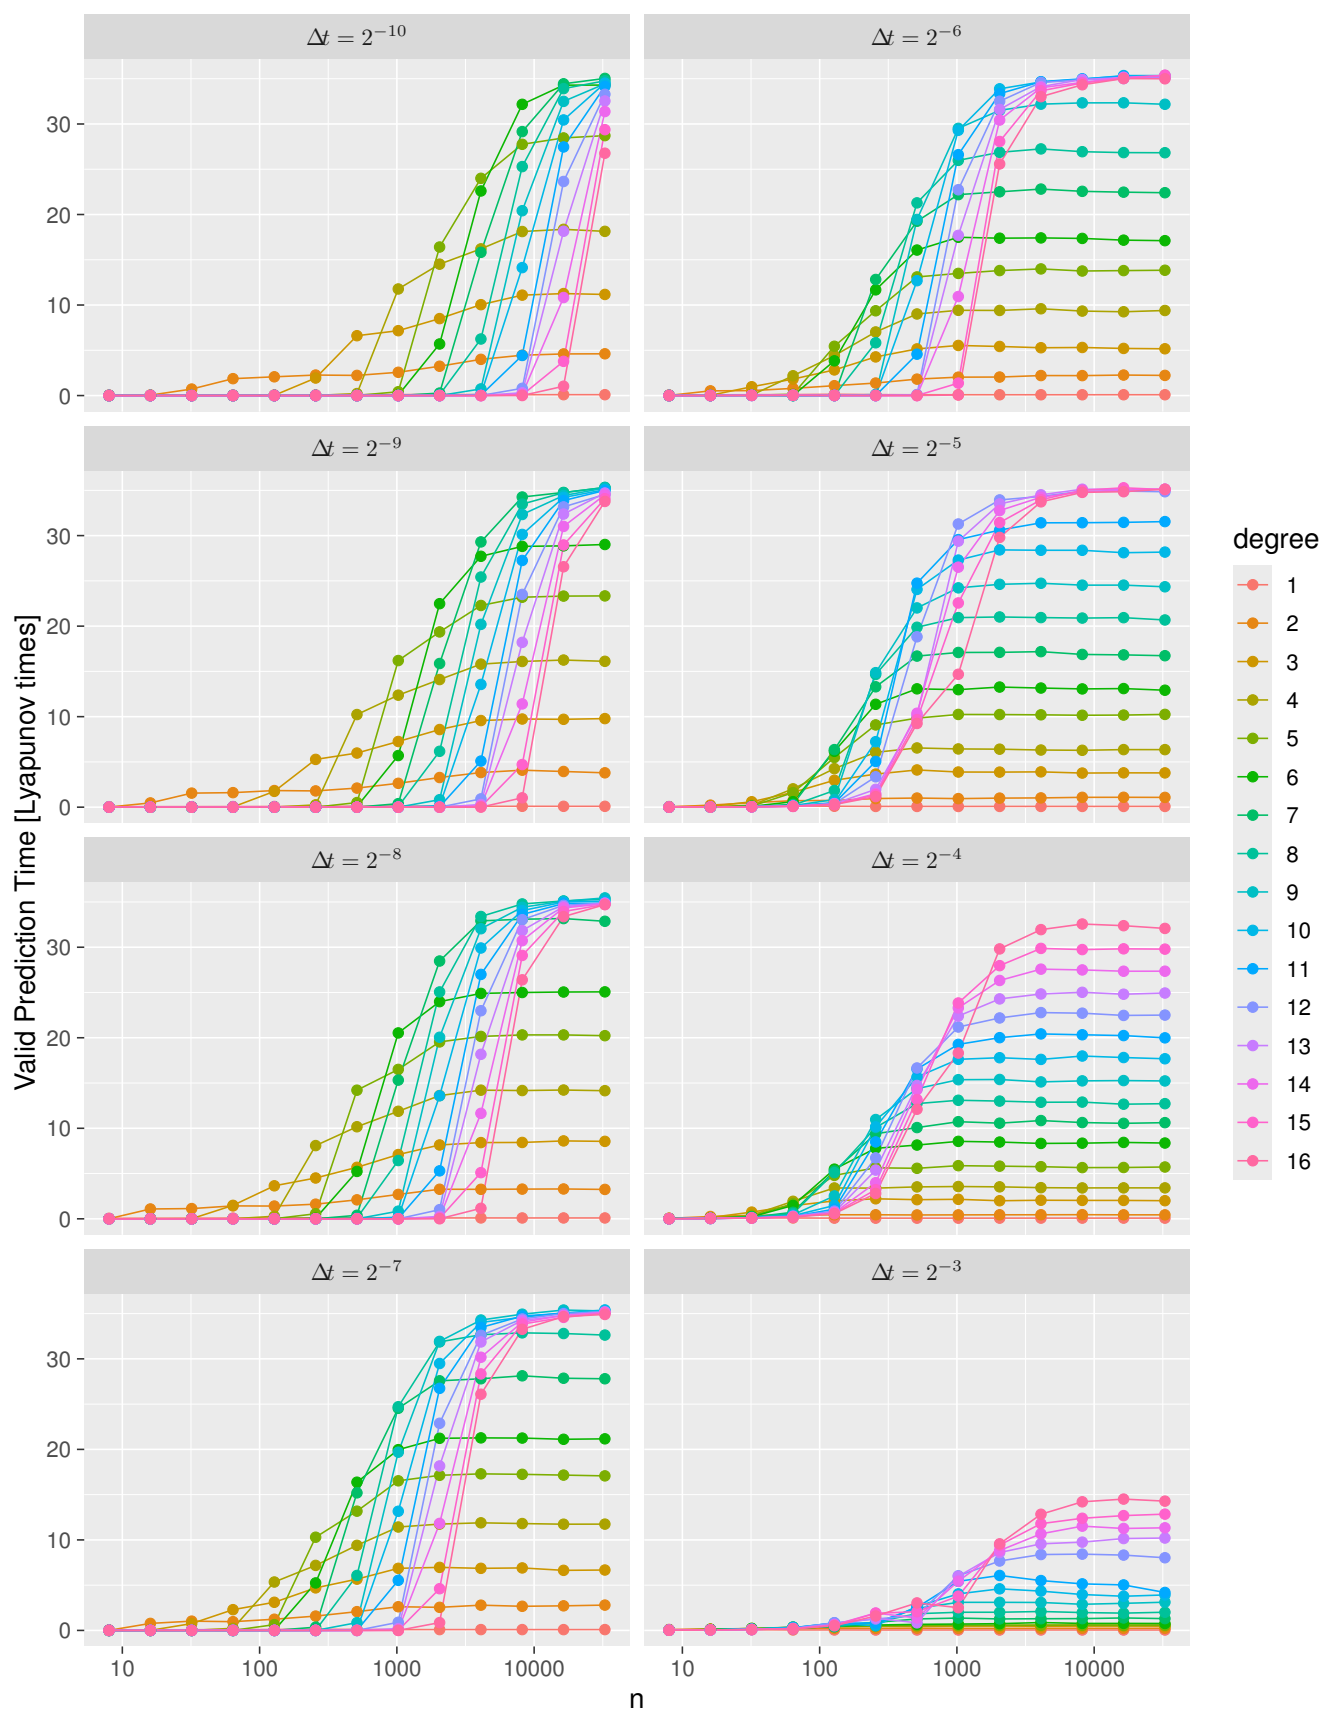 Δt = 2⁻¹⁰
Δt = 2⁻⁶
30
20
10
0
Δt = 2⁻⁹
Δt = 2⁻⁵
30
20
10
0
Δt = 2⁻⁸
Δt = 2⁻⁴
30
20
10
0
Δt = 2⁻⁷
Δt = 2⁻³
30
20
10
0
10 100 1000 10000
10 100 1000 10000
n
Valid Prediction Time [Lyapunov times]
degree
1
2
3
4
5
6
7
8
9
10
11
12
13
14
15
16